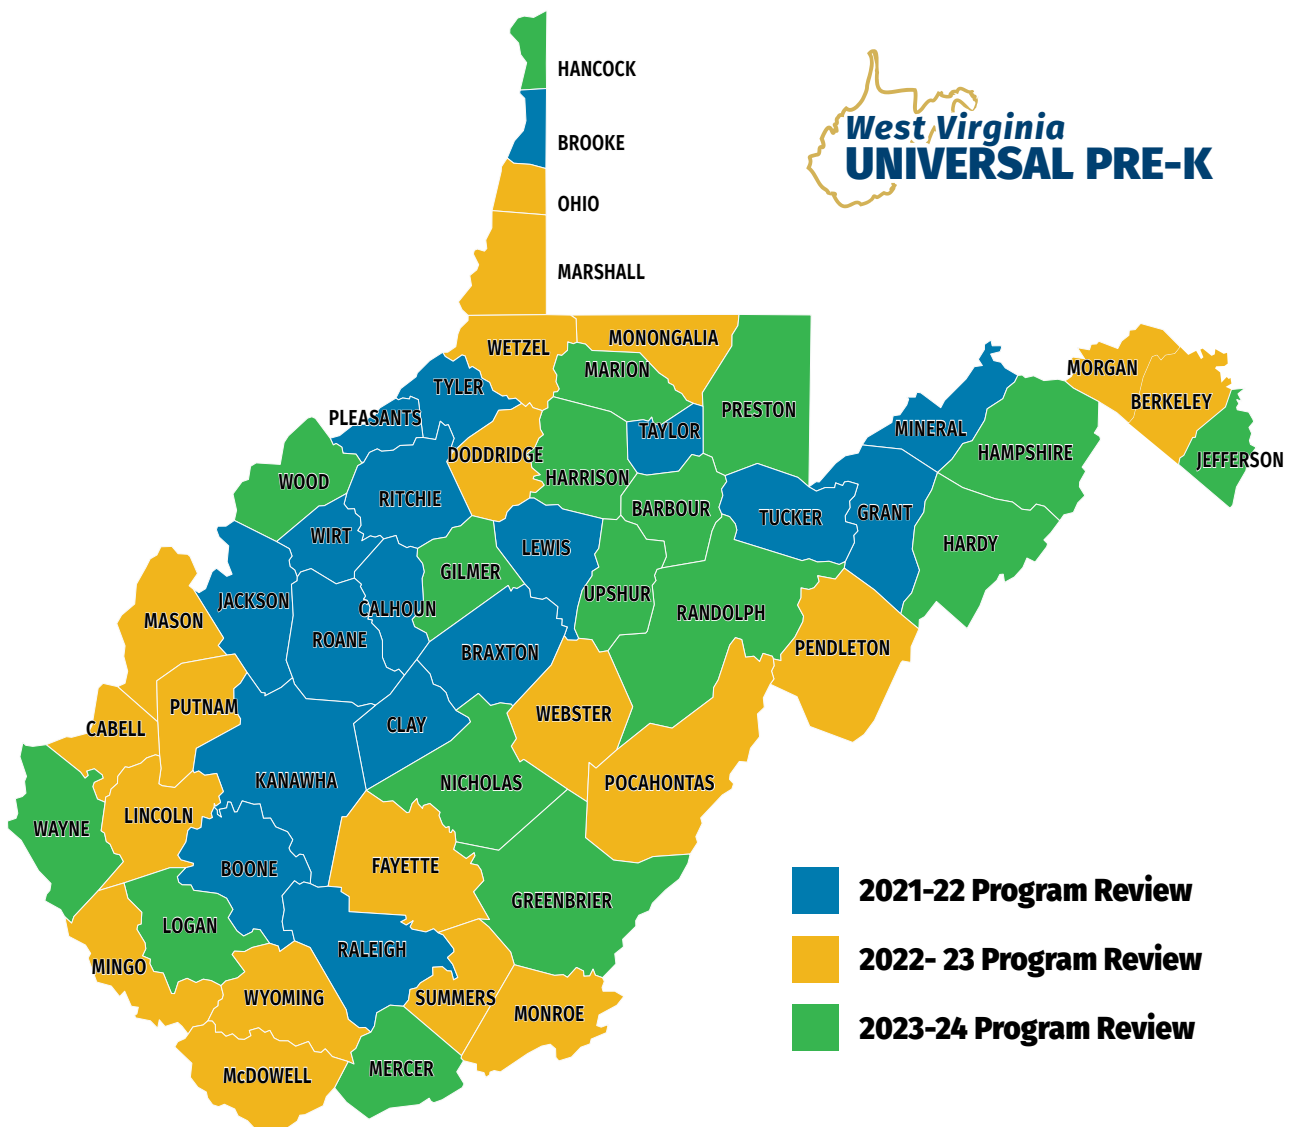 HANCOCK
BROOKE
OHIO
MARSHALL
West Virginia
UNIVERSAL PRE-K
WETZEL
MONONGALIA
MARION
TYLER
PLEASANTS
PRESTON
TAYLOR
DODDRIDGE
WOOD
RITCHIE
HARRISON
BARBOUR
MORGAN
BERKELEY
MINERAL
HAMPSHIRE
JEFFERSON
TUCKER
GRANT
HARDY
WIRT
LEWIS
GILMER
JACKSON
CALHOUN
UPSHUR
RANDOLPH
MASON
ROANE
BRAXTON
PENDLETON
PUTNAM
CABELL
CLAY
WEBSTER
KANAWHA
NICHOLAS
POCAHONTAS
LINCOLN
WAYNE
BOONE
FAYETTE
GREENBRIER
LOGAN
RALEIGH
MINGO
WYOMING
SUMMERS
MONROE
McDOWELL
MERCER
2021-22 Program Review
2022- 23 Program Review
2023-24 Program Review